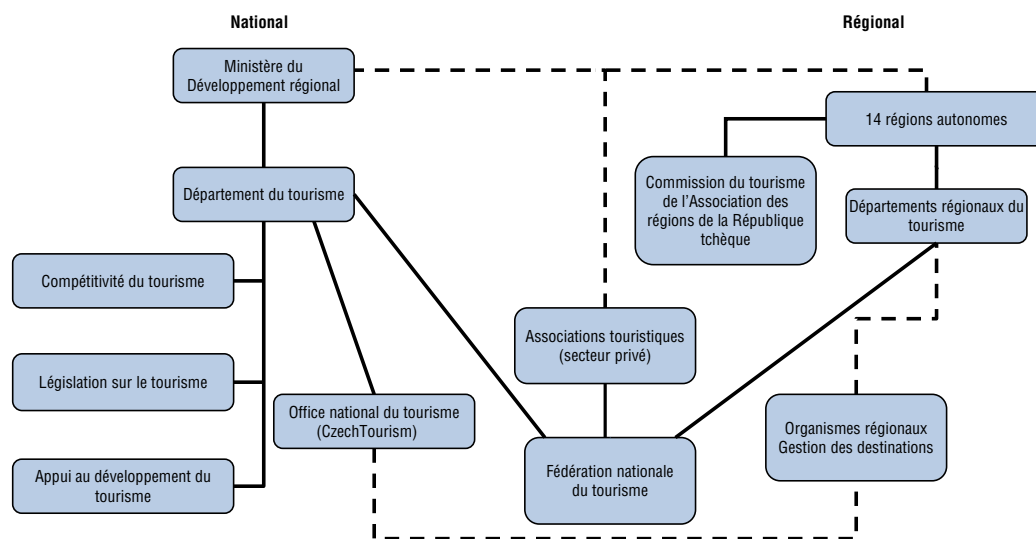 National
Régional
Ministère du
Développement régional
14 régions autonomes
Département du tourisme
Commission du tourisme
de l’Association des
régions de la République
tchèque
Départements régionaux du
tourisme
Compétitivité du tourisme
Associations touristiques
(secteur privé)
Législation sur le tourisme
Office national du tourisme
(CzechTourism)
Organismes régionaux
Gestion des destinations
Appui au développement du
tourisme
Fédération nationale
du tourisme